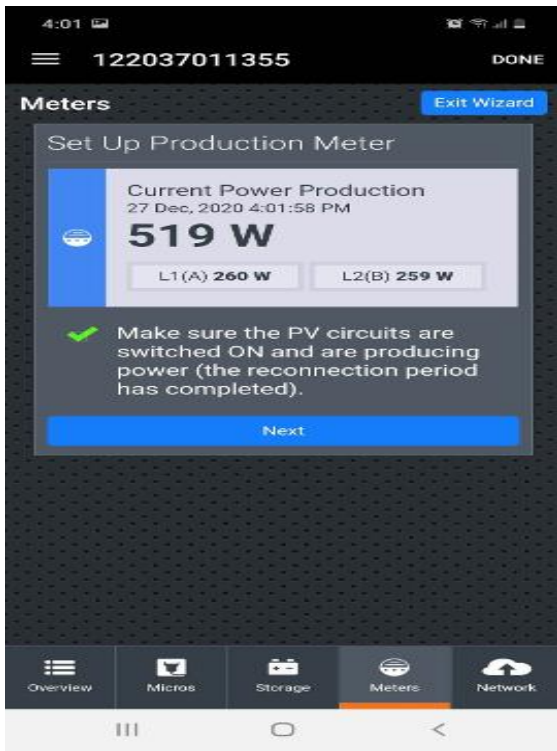 4:01
122037011355 DONE
Meters Exit Wizard
Set Up Production Meter
Current Power Production
27 Dec, 2020 4:01:58 PM
519 W
L1(A) 260 W L2(B) 259 W
Make sure the PV circuits are
switched ON and are producing
power (the reconnection period
has completed).
Next
Overview Micros Storage Meters Network